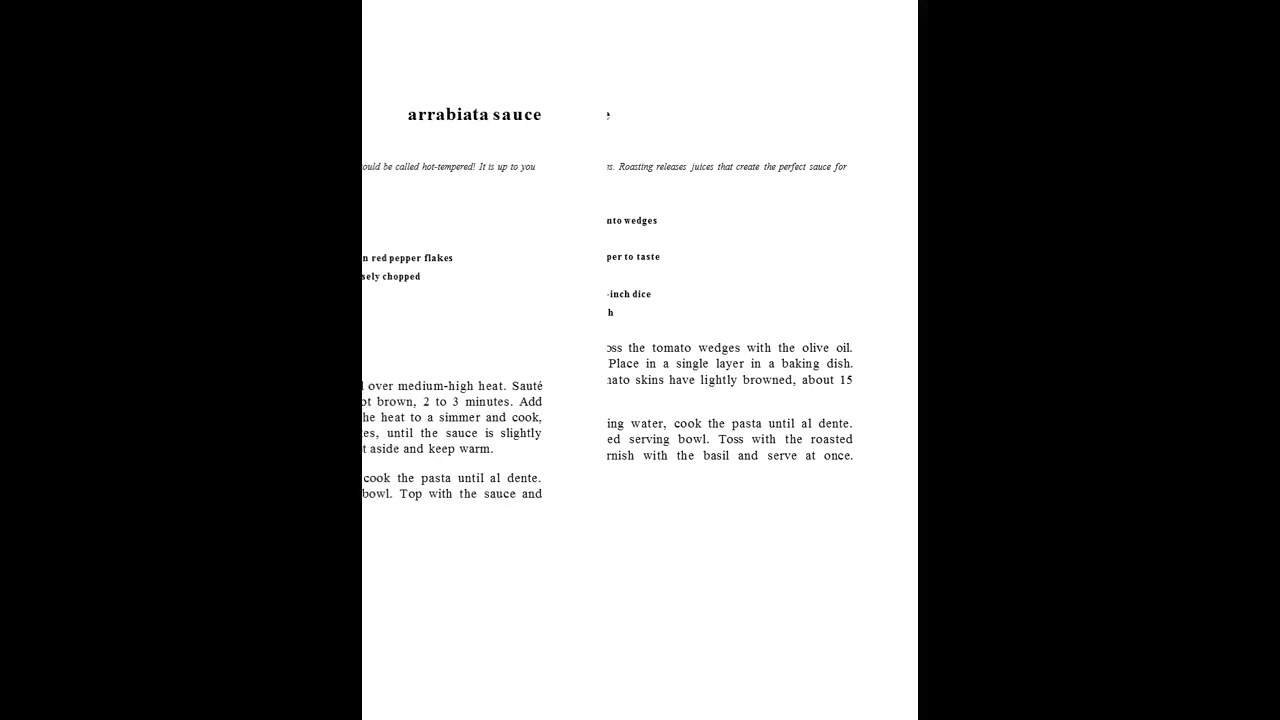 arrabiata sauce
ould be called hot-tempered! It is up to you
n red pepper flakes
sely chopped
l over medium-high heat. Sauté
ot brown, 2 to 3 minutes. Add
he heat to a simmer and cook,
es, until the sauce is slightly
t aside and keep warm.
cook the pasta until al dente.
bowl. Top with the sauce and
e
s. Roasting releases juices that create the perfect sauce for
nto wedges
per to taste
-inch dice
h
oss the tomato wedges with the olive oil.
Place in a single layer in a baking dish.
mato skins have lightly browned, about 15
ing water, cook the pasta until al dente.
ed serving bowl. Toss with the roasted
rnish with the basil and serve at once.